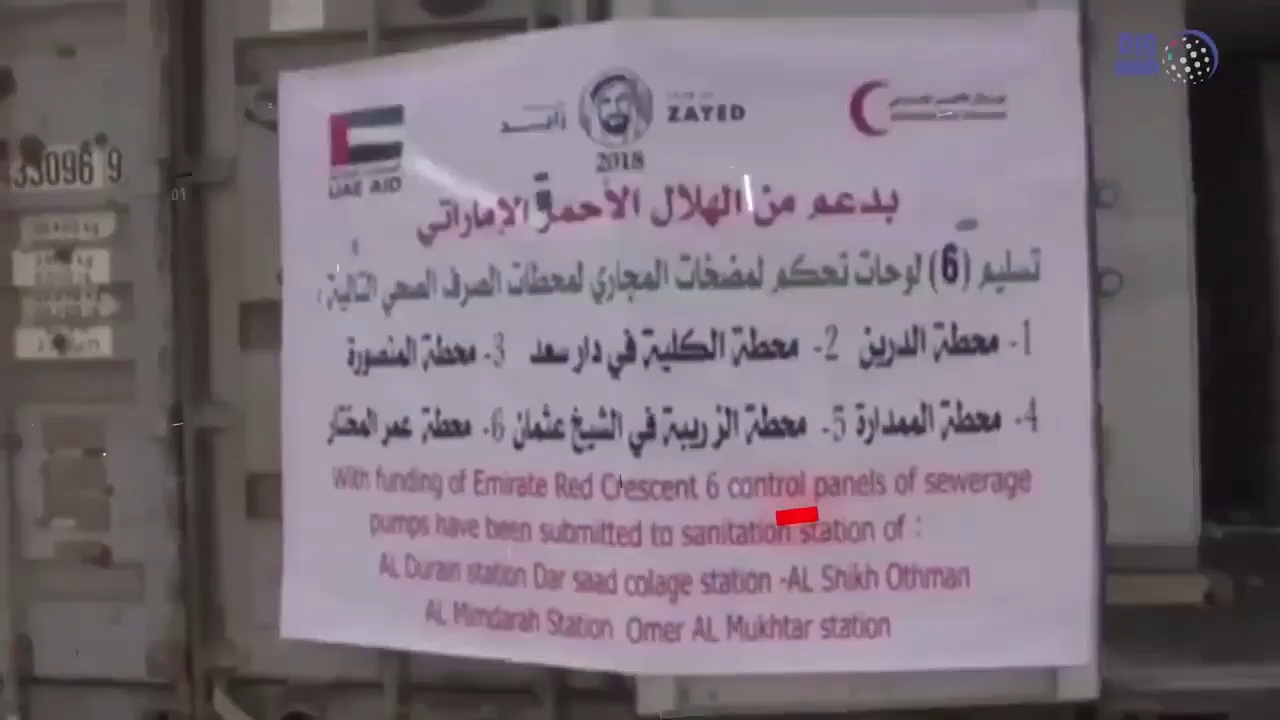 UAE AID
زايد
2018
ZAYED
بدعم من الهلال الأحمر الإماراتي
تسليم (6) لوحات تحكم لمضخات المجاري لمحطات الصرف الصحي التالية :
1- محطة الدرين 2- محطة الكلية في دار سعد 3- محطة المنصورة
4- محطة الممدارة 5- محطة الزريبة في الشيخ عثمان 6- محطة عمر المختار
With funding of Emirate Red Crescent 6 control panels of sewerage
pumps have been submitted to sanitation station of :
AL Durain station Dar saad colage station -AL Shikh Othman
AL Mimdarah Station Omer AL Mukhtar station
33096 9